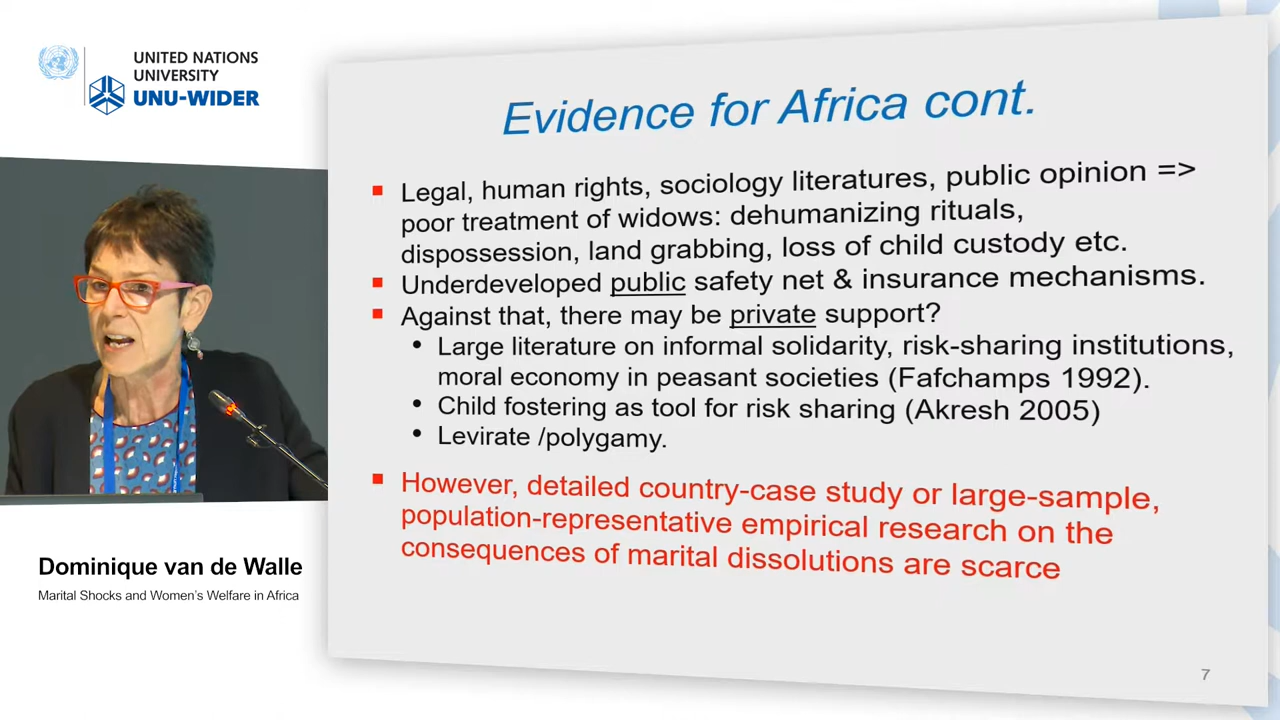 UNITED NATIONS
UNIVERSITY
UNU-WIDER
Evidence for Africa cont.
Legal, human rights, sociology literatures, public opinion =>
poor treatment of widows: dehumanizing rituals,
dispossession, land grabbing, loss of child custody etc.
Underdeveloped public safety net & insurance mechanisms.
Against that, there may be private support?
Large literature on informal solidarity, risk-sharing institutions,
moral economy in peasant societies (Fafchamps 1992).
Child fostering as tool for risk sharing (Akresh 2005)
Levirate /polygamy.
However, detailed country-case study or large-sample,
population-representative empirical research on the
consequences of marital dissolutions are scarce
7
Dominique van de Walle
Marital Shocks and Women's Welfare in Africa